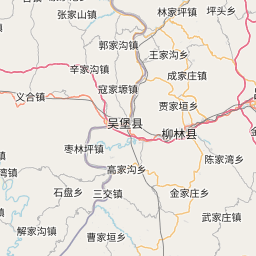 张家山镇
林家坪镇
坪头乡
郭家沟镇
王家沟乡
辛家沟镇
成家庄镇
寇家塬镇
义合镇
贾家垣乡
吴堡县
柳林县
枣林坪镇
陈家湾乡
高家沟乡
石盘乡
三交镇
金家庄乡
武家庄镇
解家沟镇
曹家垣乡